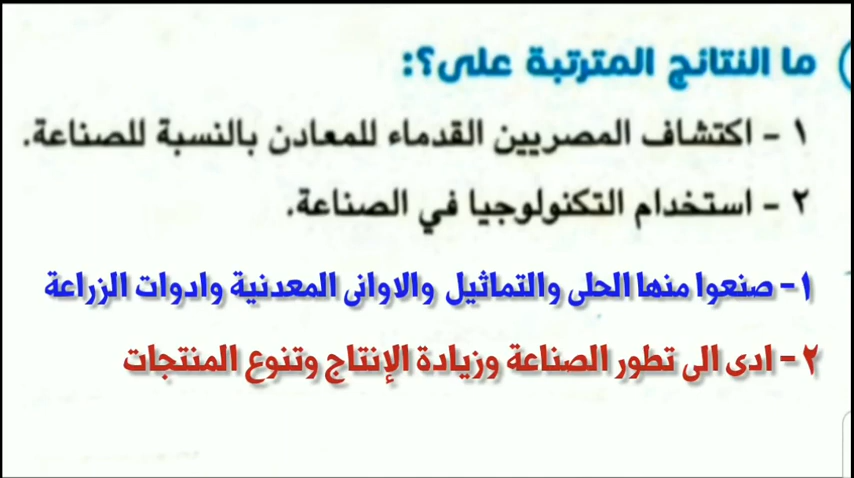 ما النتائج المترتبة على؟:
١ - اكتشاف المصريين القدماء للمعادن بالنسبة للصناعة.
٢ - استخدام التكنولوجيا في الصناعة.
١- صنعوا منها الحلى والتماثيل والاوانى المعدنية وادوات الزراعة
٢- ادى الى تطور الصناعة وزيادة الإنتاج وتنوع المنتجات